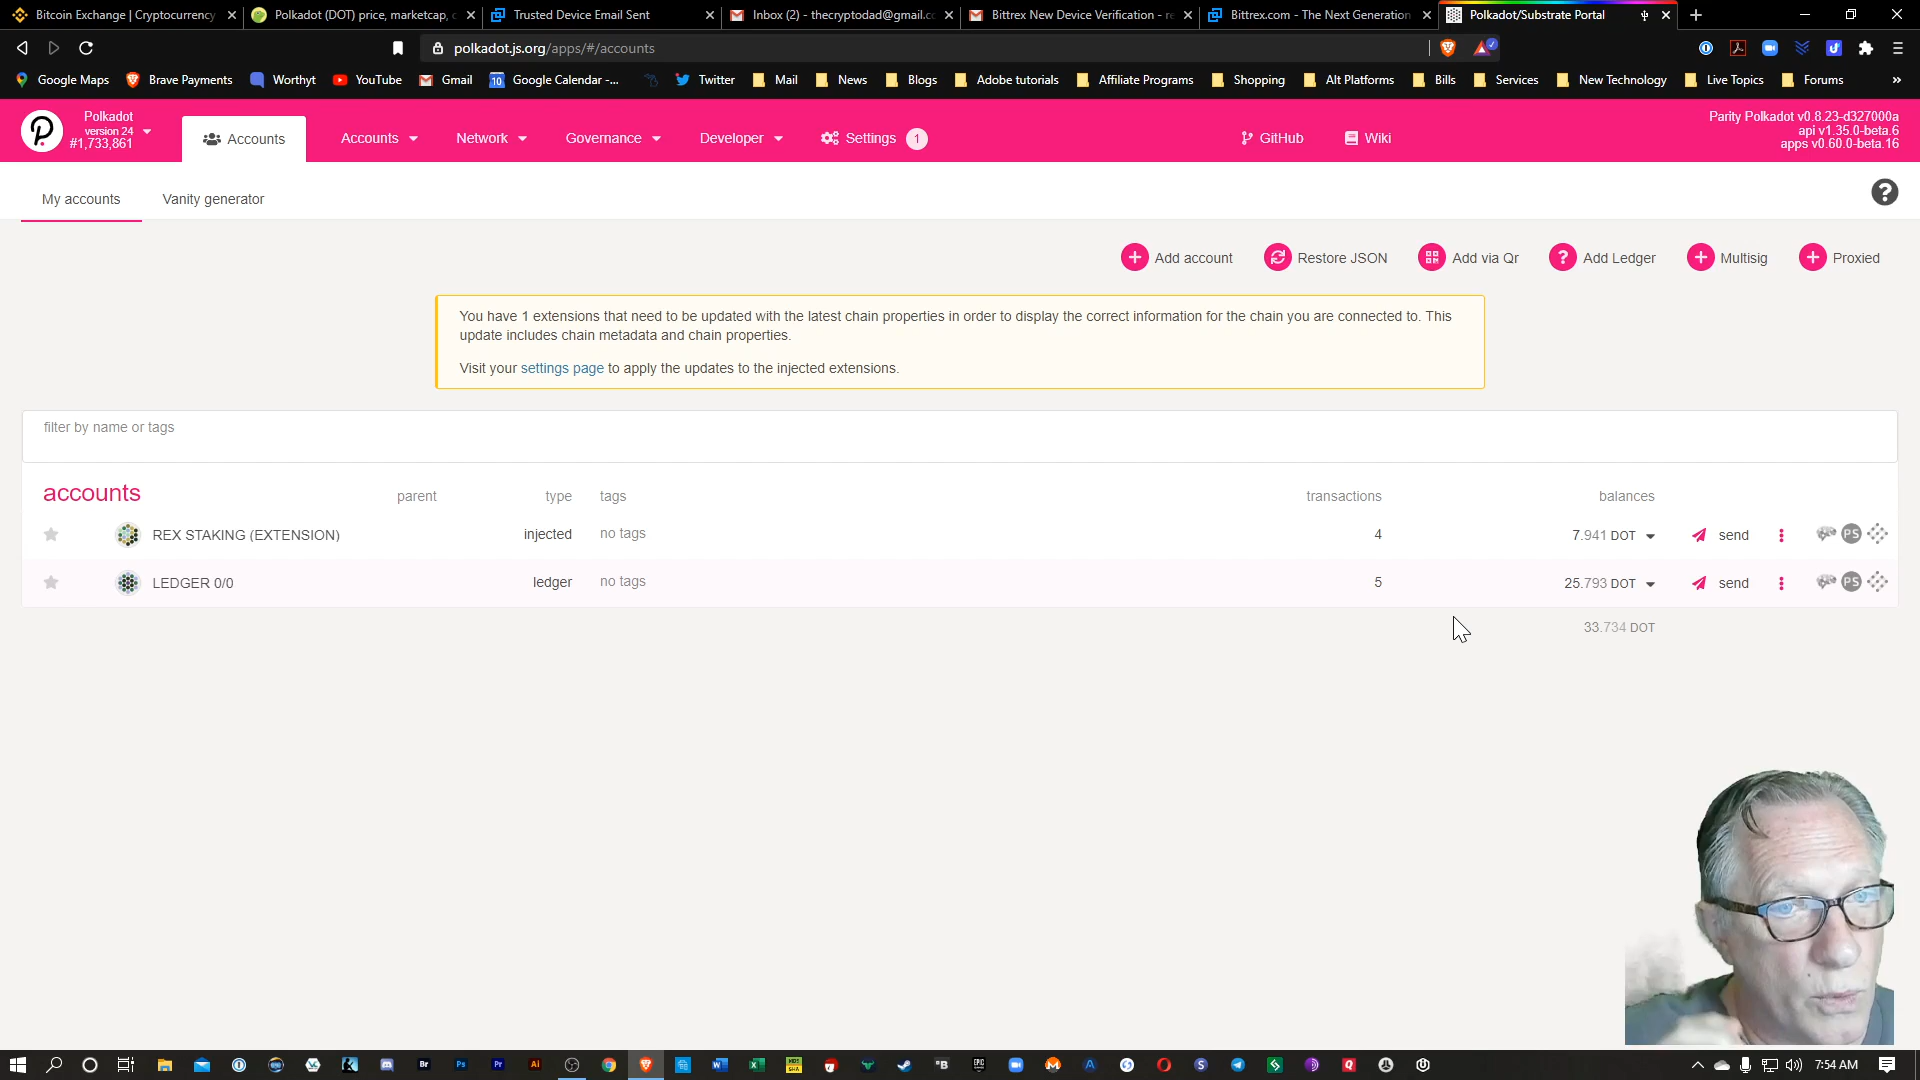 Bitcoin Exchange | Cryptocurrency
Polkadot (DOT) price, marketcap, c
Trusted Device Email Sent
Inbox (2) - thecryptodad@gmail.cc
Bittrex New Device Verification - re
Bittrex.com - The Next Generation
Polkadot/Substrate Portal
polkadot.js.org/apps/#/accounts
Google Maps
Brave Payments
Worthy
YouTube
Gmail
10
Google Calendar -...
Twitter
Mail
News
Blogs
Adobe tutorials
Affiliate Programs
Shopping
Alt Platforms
Bills
Services
New Technology
Live Topics
Forums
»
Polkadot
version 24
#1,733,861
Accounts
Accounts
Network
Governance
Developer
Settings
1
GitHub
Wiki
Parity Polkadot v0.8.23-d327000a
api v1.35.0-beta.6
apps v0.60.0-beta.16
My accounts
Vanity generator
?
Add account
Restore JSON
Add via Qr
? Add Ledger
Multisig
Proxied
You have 1 extensions that need to be updated with the latest chain properties in order to display the correct information for the chain you are connected to. This
update includes chain metadata and chain properties.
Visit your settings page to apply the updates to the injected extensions.
filter by name or tags
accounts parent type tags transactions balances
REX STAKING (EXTENSION) injected no tags 4 7.941 DOT send PS
LEDGER 0/0 ledger no tags 5 25.793 DOT send PS
33.734 DOT
Br
Ps
Pr
Ai
7:54 AM